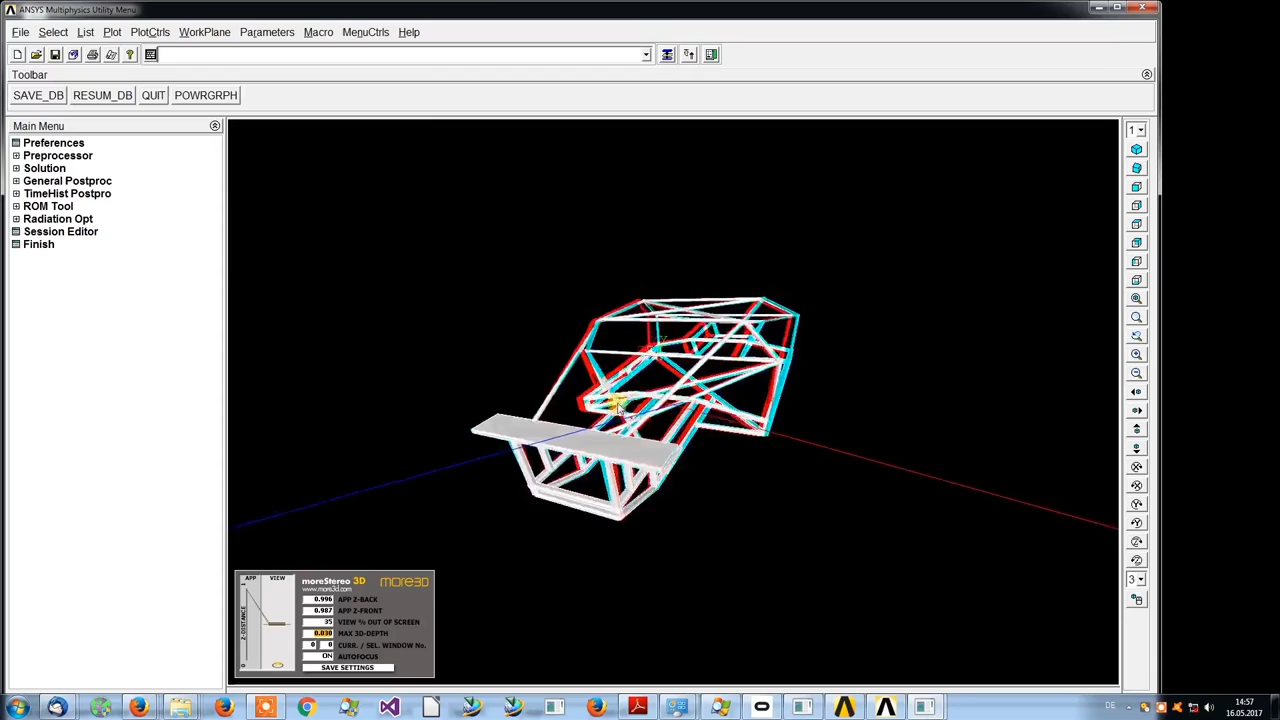 ANSYS Multiphysics Utility Menu
File Select List Plot PlotCtrls WorkPlane Parameters Macro MenuCtrls Help
Toolbar
SAVE_DB RESUM_DB QUIT POWRGRPH
Main Menu
Preferences
Preprocessor
Solution
General Postproc
TimeHist Postpro
ROM Tool
Radiation Opt
Session Editor
Finish
1
3
APP VIEW
Z-DISTANCE
1
0
moreStereo 3D more3D
www.more3d.com
0.996 APP Z-BACK
0.987 APP Z-FRONT
35 VIEW % OUT OF SCREEN
0.030 MAX 3D-DEPTH
0 0 CURR. / SEL. WINDOW No.
ON AUTOFOCUS
SAVE SETTINGS
DE
14:57
16.05.2017